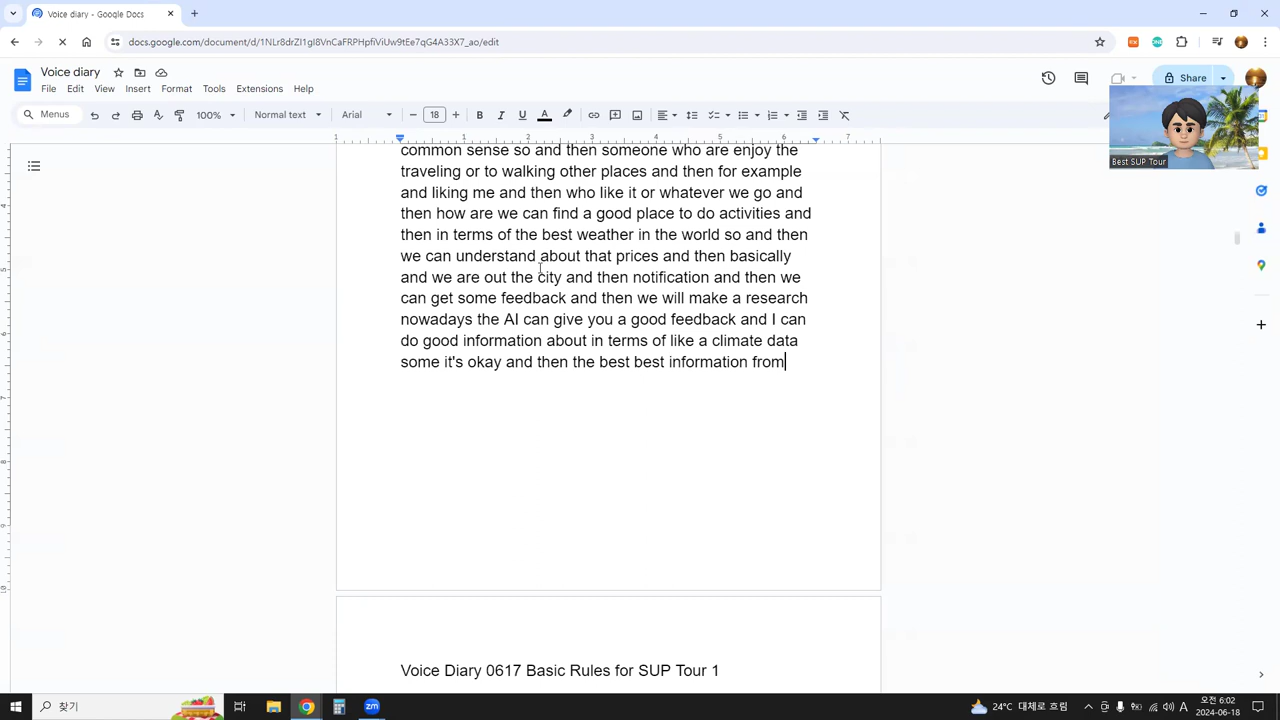 Voice diary - Google Docs
docs.google.com/document/d/1NLr8drZI1gI8VnCaFRPHpfiViUw9tEe7qG4A33X7_ao/edit
Voice diary
File Edit View Insert Format Tools Extensions Help
Share
Menus 100% Normal text Arial 18
1 1 2 3 4 5 6 7
Best SUP Tour
common sense so and then someone who are enjoy the
traveling or to walking other places and then for example
and liking me and then who like it or whatever we go and
then how are we can find a good place to do activities and
then in terms of the best weather in the world so and then
we can understand about that prices and then basically
and we are out the city and then notification and then we
can get some feedback and then we will make a research
nowadays the AI can give you a good feedback and I can
do good information about in terms of like a climate data
some it's okay and then the best best information from
Voice Diary 0617 Basic Rules for SUP Tour 1
찾기
24°C 대체로 흐림
A
오전 6:02
2024-06-18